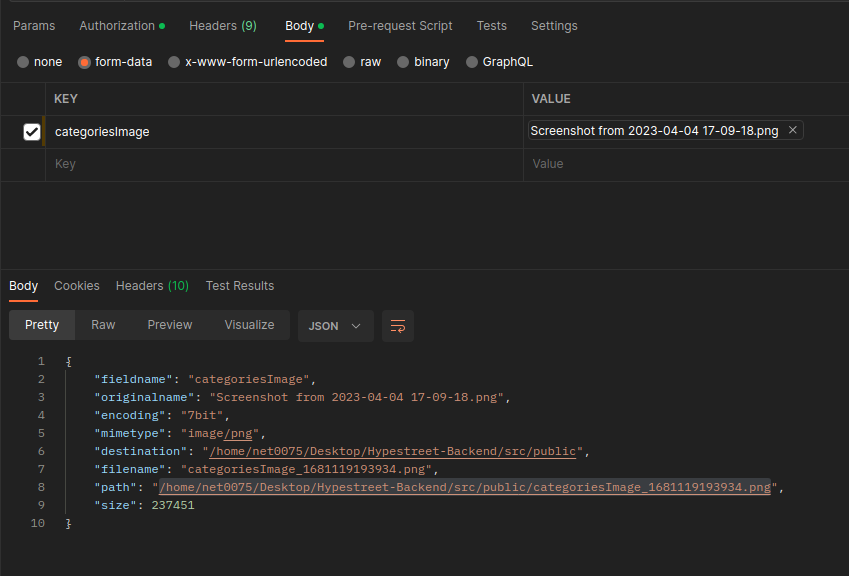 Params Authorization Headers (9) Body Pre-request Script Tests Settings
none form-data x-www-form-urlencoded raw binary GraphQL
KEY VALUE
categoriesImage Screenshot from 2023-04-04 17-09-18.png ×
Key Value
Body Cookies Headers (10) Test Results
Pretty Raw Preview Visualize JSON
1 {
2 "fieldname": "categoriesImage",
3 "originalname": "Screenshot from 2023-04-04 17-09-18.png",
4 "encoding": "7bit",
5 "mimetype": "image/png",
6 "destination": "/home/net0075/Desktop/Hypestreet-Backend/src/public",
7 "filename": "categoriesImage_1681119193934.png",
8 "path": "/home/net0075/Desktop/Hypestreet-Backend/src/public/categoriesImage_1681119193934.png",
9 "size": 237451
10 }